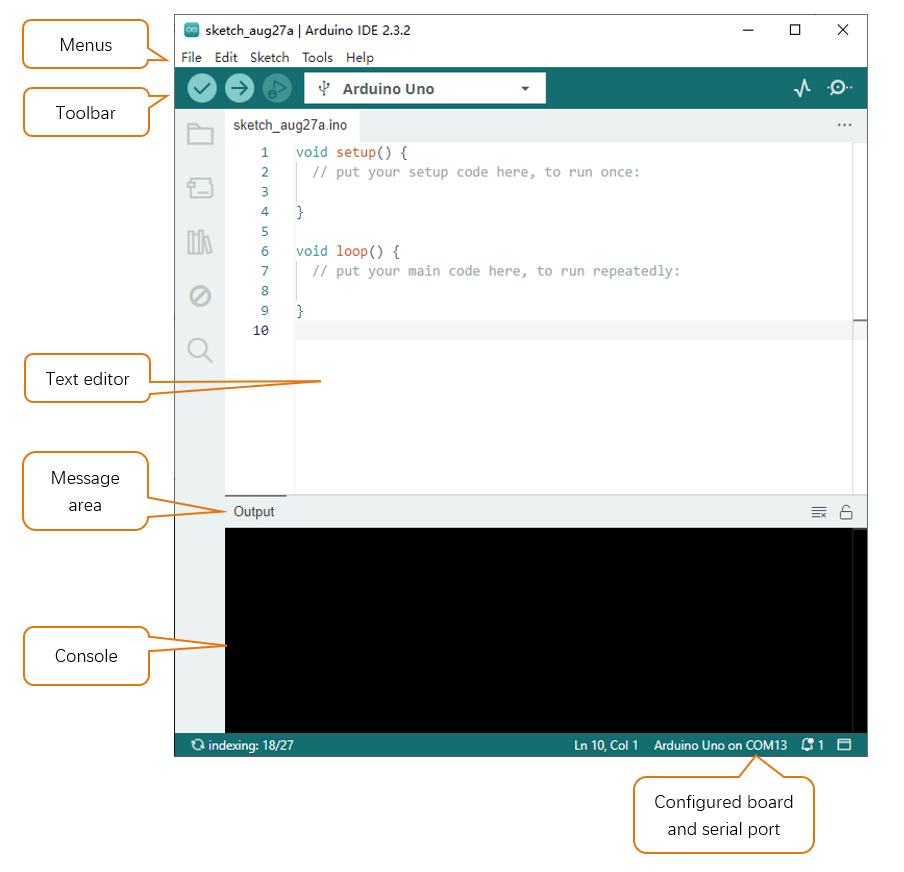 Menus
Toolbar
Text editor
Message
area
Console
sketch_aug27a | Arduino IDE 2.3.2
File Edit Sketch Tools Help
Arduino Uno
sketch_aug27a.ino
1 void setup() {
2 // put your setup code here, to run once:
3
4 }
5
6 void loop() {
7 // put your main code here, to run repeatedly:
8
9 }
10
Output
indexing: 18/27 Ln 10, Col 1 Arduino Uno on COM13 1
Configured board
and serial port